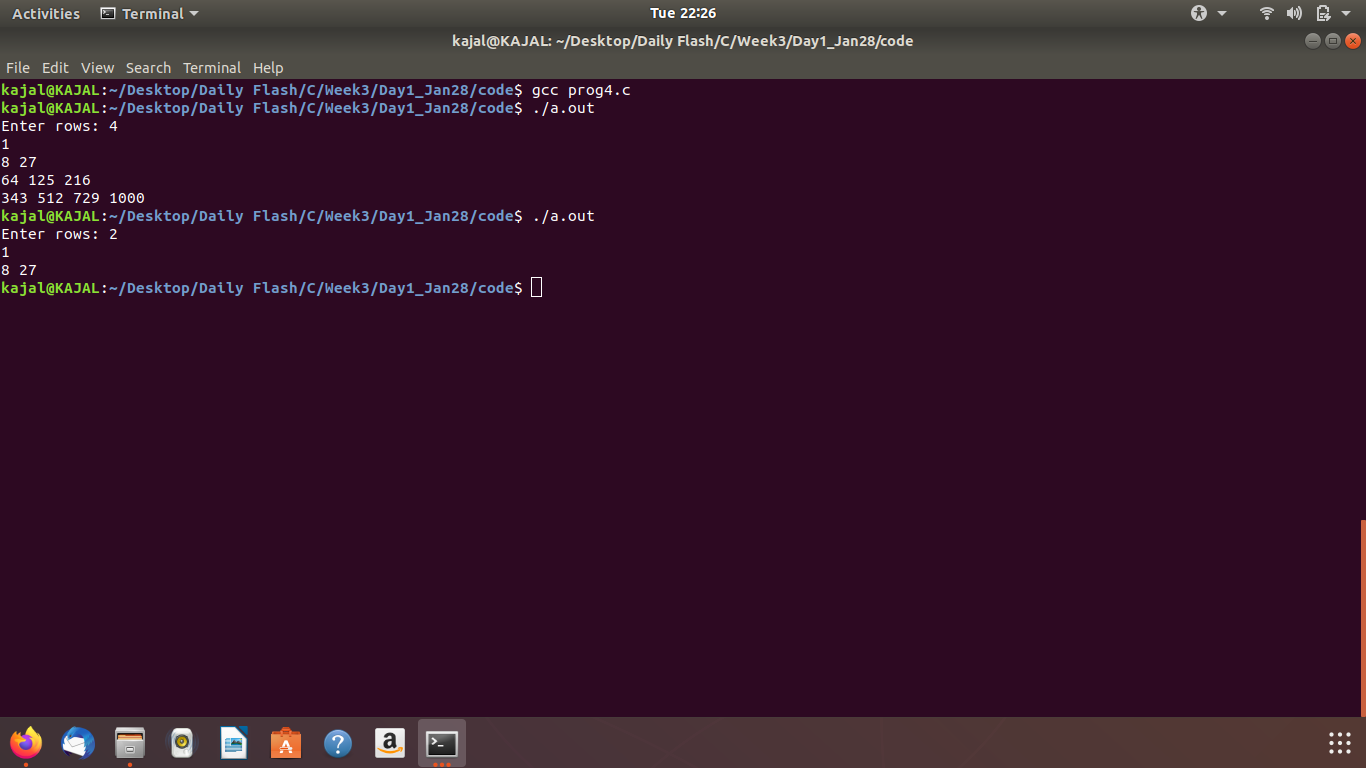 Activities Terminal Tue 22:26
kajal@KAJAL: ~/Desktop/Daily Flash/C/Week3/Day1_Jan28/code
File Edit View Search Terminal Help
kajal@KAJAL:~/Desktop/Daily Flash/C/Week3/Day1_Jan28/code$ gcc prog4.c
kajal@KAJAL:~/Desktop/Daily Flash/C/Week3/Day1_Jan28/code$ ./a.out
Enter rows: 4
1
8 27
64 125 216
343 512 729 1000
kajal@KAJAL:~/Desktop/Daily Flash/C/Week3/Day1_Jan28/code$ ./a.out
Enter rows: 2
1
8 27
kajal@KAJAL:~/Desktop/Daily Flash/C/Week3/Day1_Jan28/code$